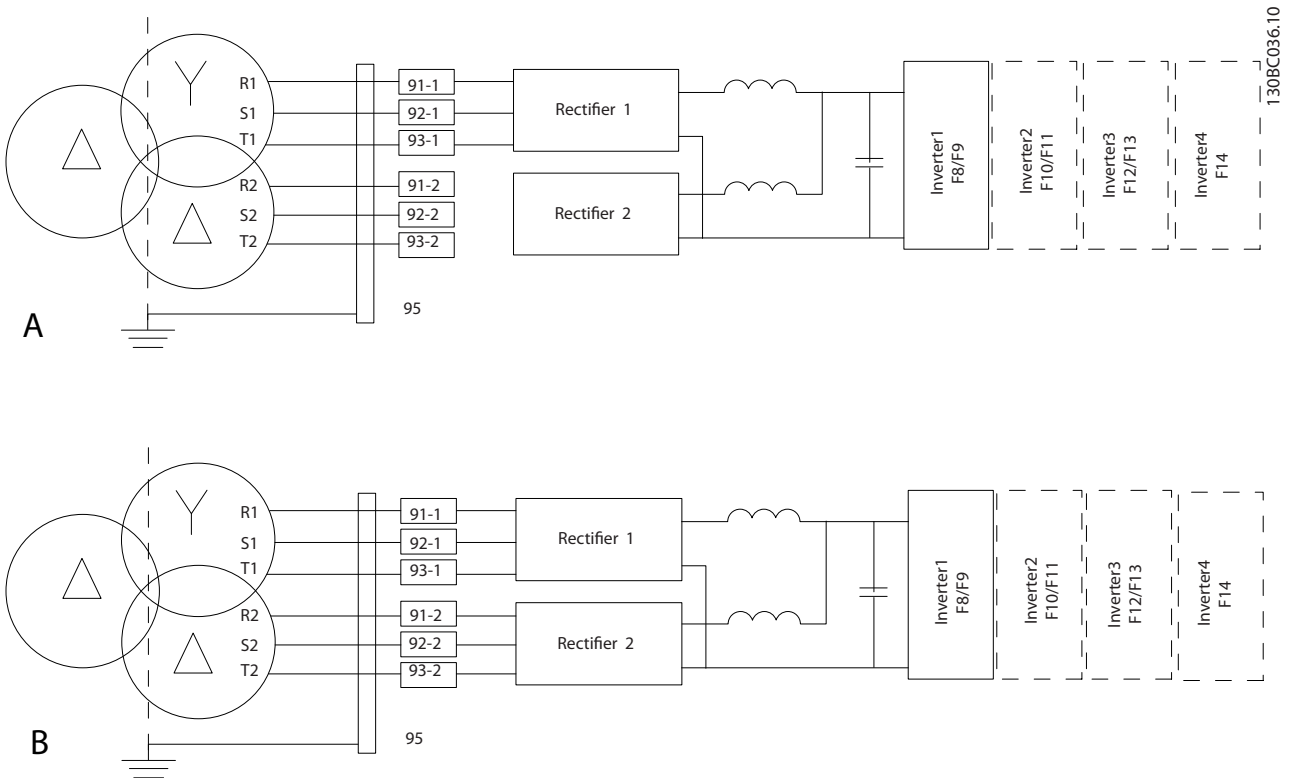 130BC036.10
R1
91-1
S1
92-1
T1
93-1
Rectifier 1
R2
91-2
S2
92-2
T2
93-2
Rectifier 2
Inverter1
F8/F9
Inverter2
F10/F11
Inverter3
F12/F13
Inverter4
F14
95
A
R1
91-1
S1
92-1
T1
93-1
Rectifier 1
R2
91-2
S2
92-2
T2
93-2
Rectifier 2
Inverter1
F8/F9
Inverter2
F10/F11
Inverter3
F12/F13
Inverter4
F14
95
B